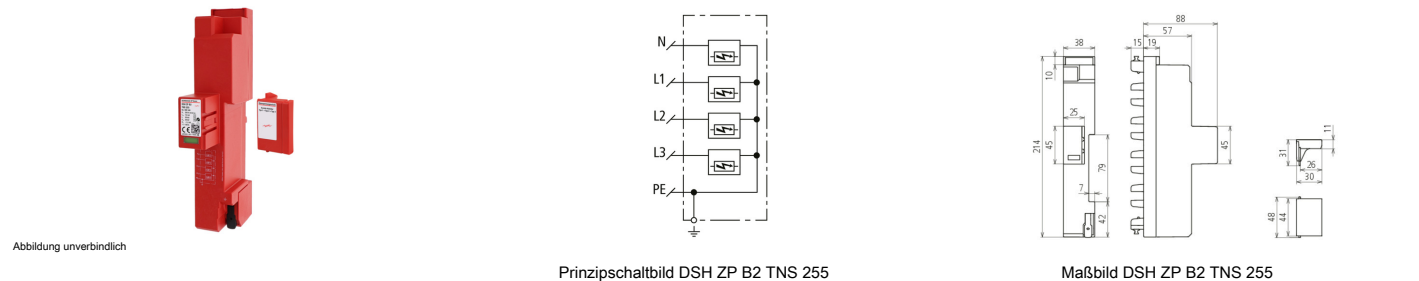 Abbildung unverbindlich
N
L1
L2
L3
PE
Prinzipschaltbild DSH ZP B2 TNS 255
88
57
15 19
38
10
25
45
214
79
7
42
45
11
31
26
30
48
44
Maßbild DSH ZP B2 TNS 255